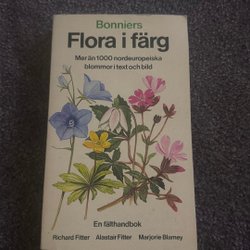 Bonniers
Flora i färg
Mer än 1000 nordeuropeiska
blommor i text och bild
En fälthandbok
Richard Fitter Alastair Fitter Marjorie Blamey